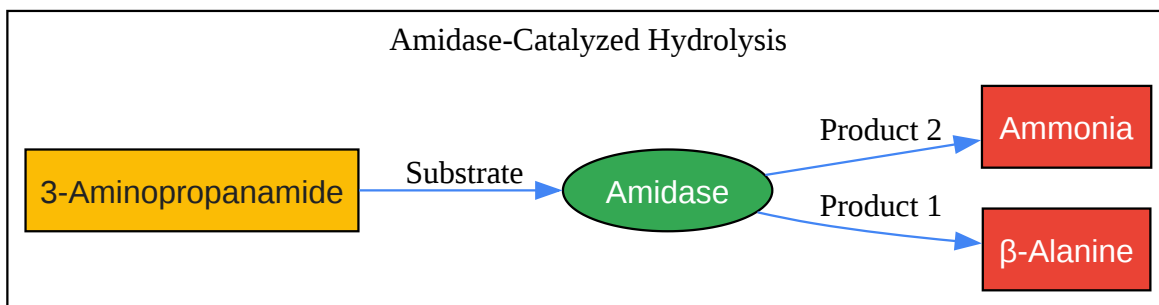 Amidase-Catalyzed Hydrolysis
3-Aminopropanamide
Substrate
Amidase
Product 2
Ammonia
Product 1
β-Alanine